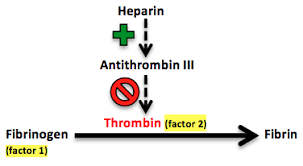 Heparin
Antithrombin III
Thrombin (factor 2)
Fibrinogen Fibrin
(factor 1)